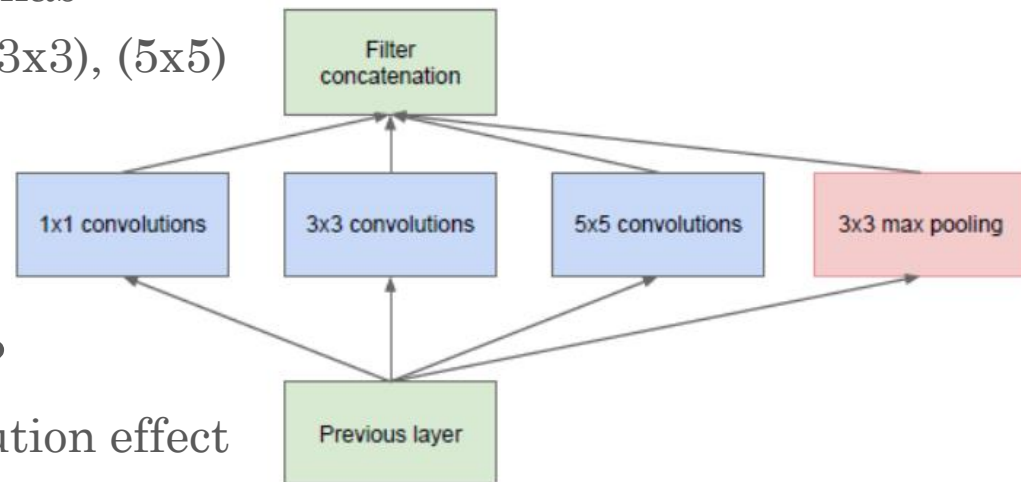 3x3), (5x5)
ution effect
Filter
concatenation
1x1 convolutions
3x3 convolutions
5x5 convolutions
3x3 max pooling
Previous layer